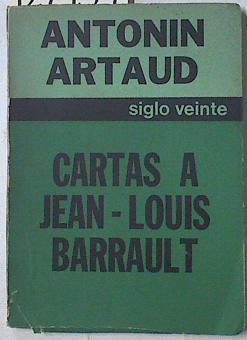 ANTONIN
ARTAUD
siglo veinte
CARTAS A
JEAN-LOUIS
BARRAULT